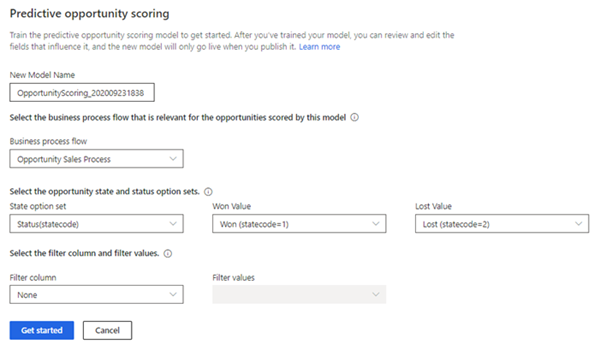 Predictive opportunity scoring
Train the predictive opportunity scoring model to get started. After you've trained your model, you can review and edit the
fields that influence it, and the new model will only go live when you publish it. Learn more
New Model Name
OpportunityScoring_202009231838
Select the business process flow that is relevant for the opportunities scored by this model
Business process flow
Opportunity Sales Process
Select the opportunity state and status option sets.
State option set Won Value Lost Value
Status(statecode) Won (statecode=1) Lost (statecode=2)
Select the filter column and filter values.
Filter column Filter values
None
Get started Cancel